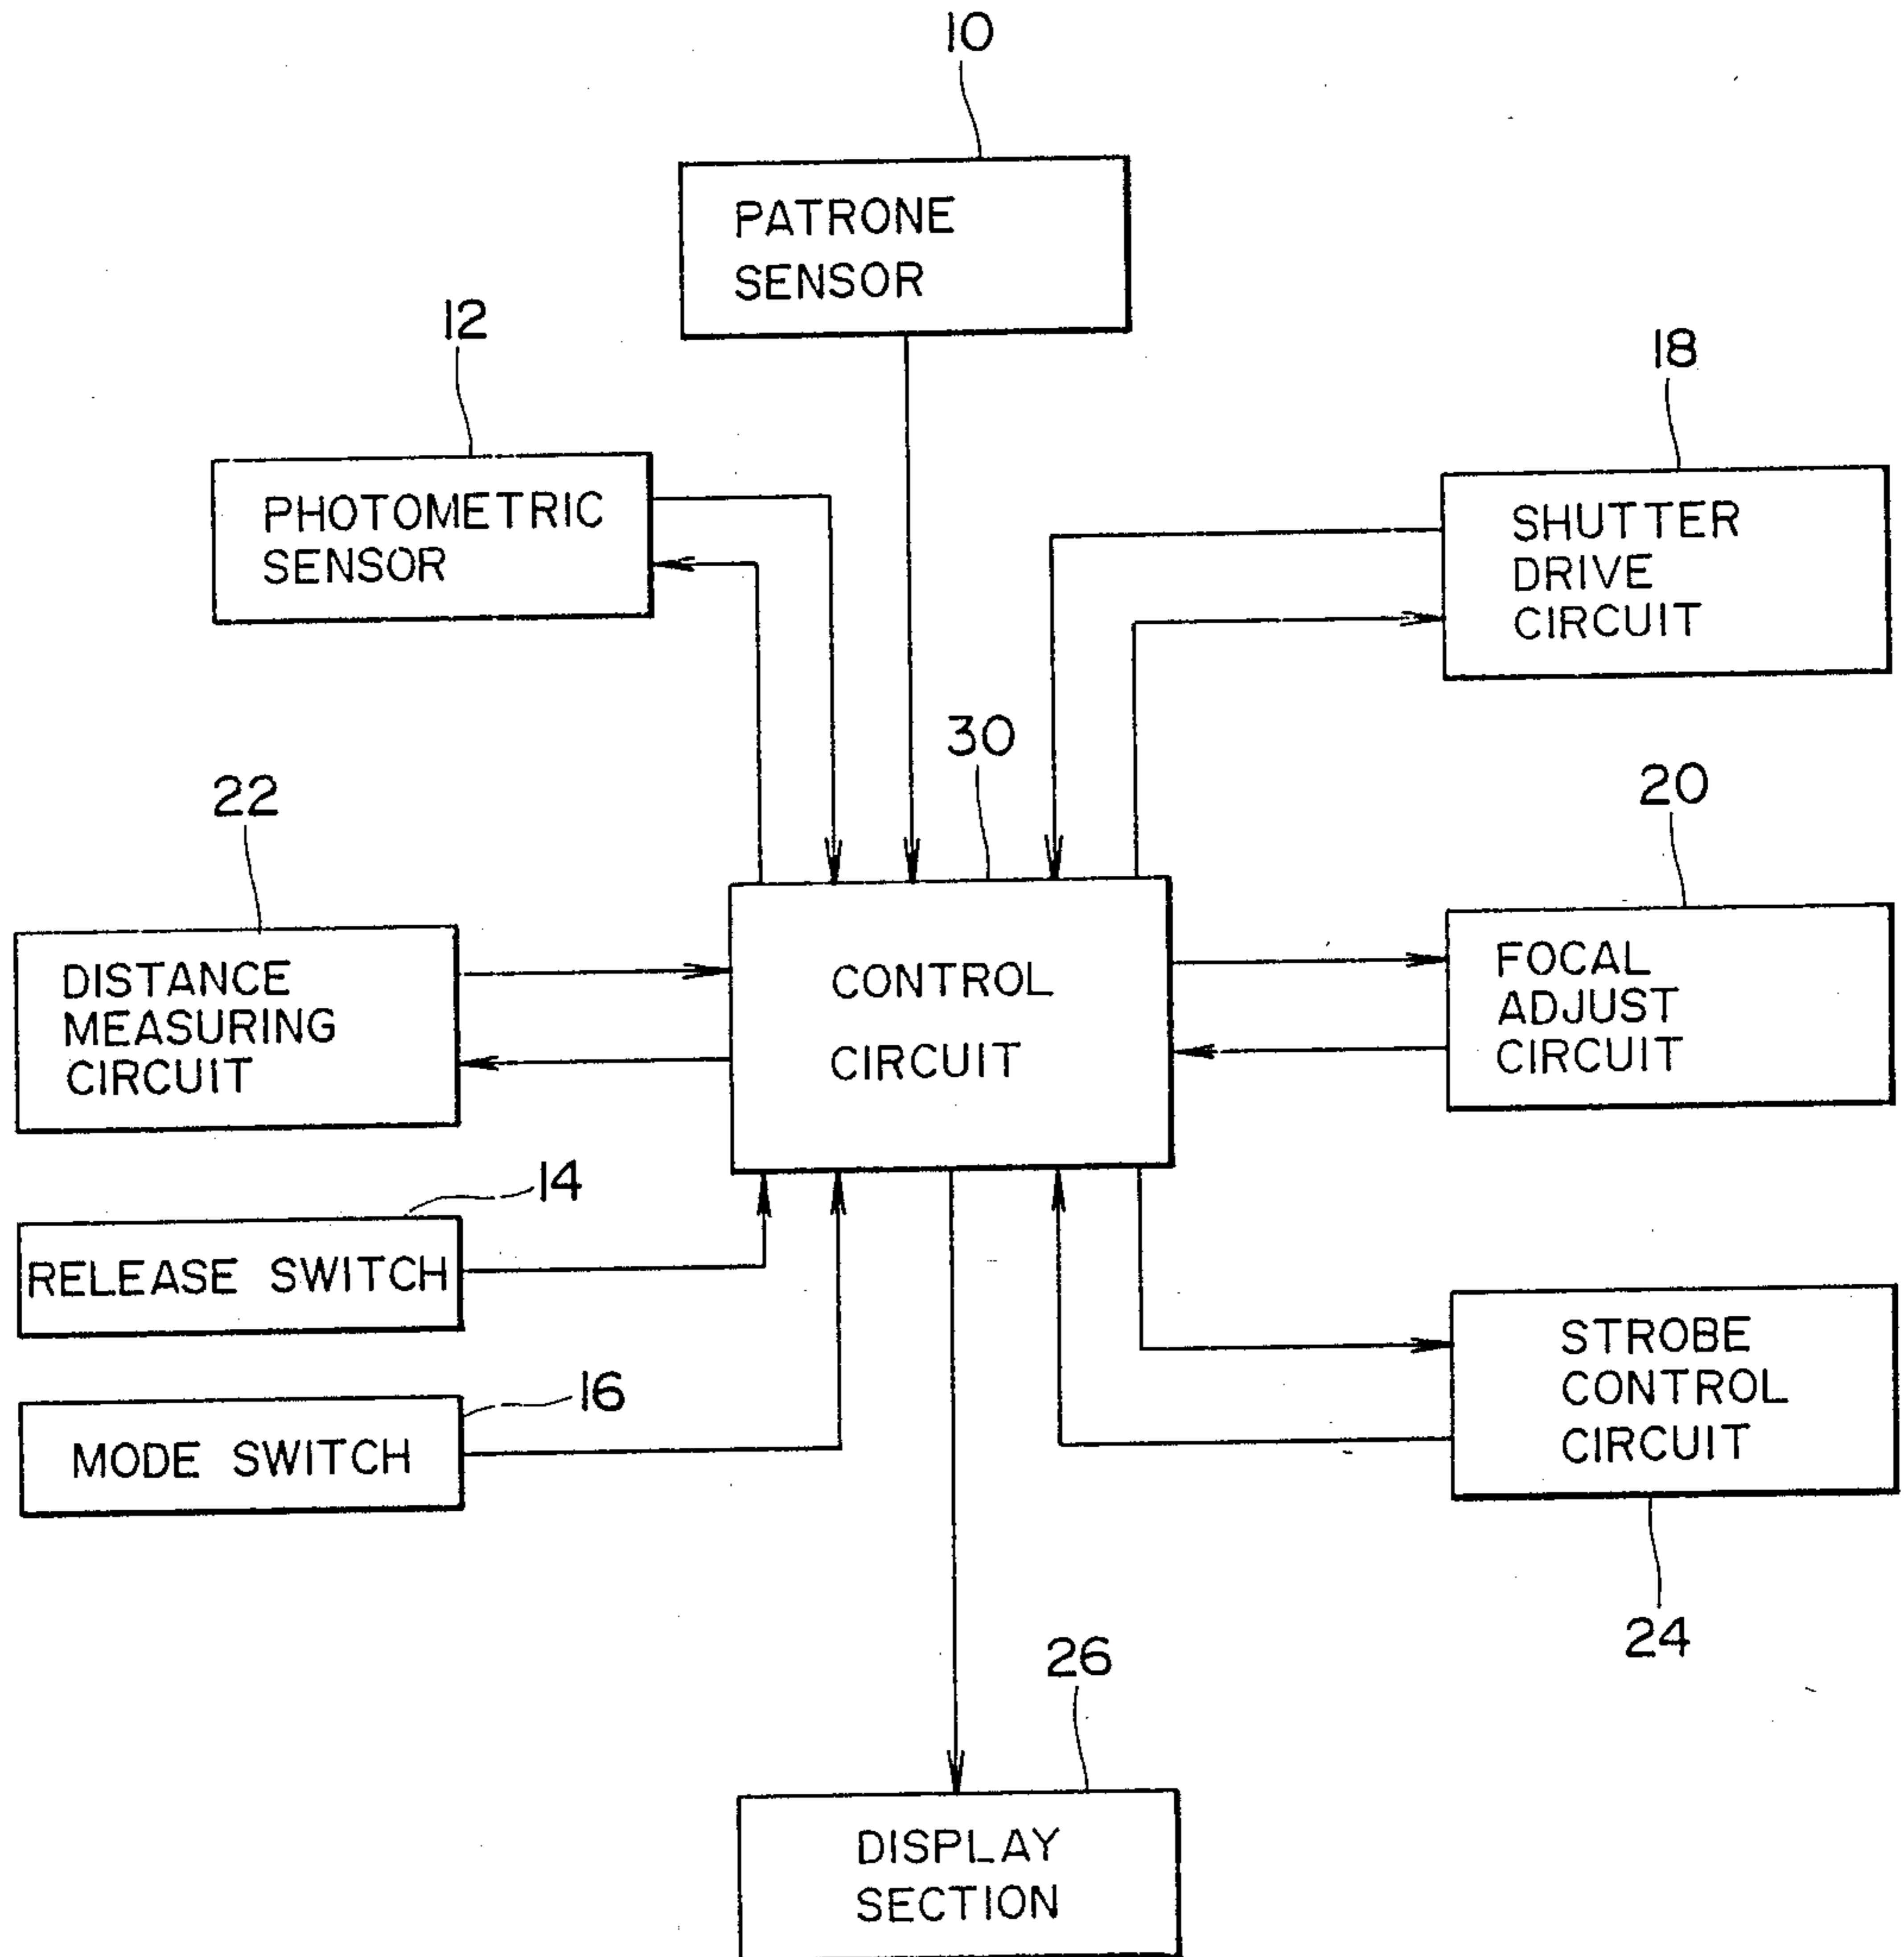 10
PATRONE
SENSOR
12
PHOTOMETRIC
SENSOR
18
SHUTTER
DRIVE
CIRCUIT
30
CONTROL
CIRCUIT
22
DISTANCE
MEASURING
CIRCUIT
20
FOCAL
ADJUST
CIRCUIT
14
RELEASE SWITCH
16
MODE SWITCH
STROBE
CONTROL
CIRCUIT
24
26
DISPLAY
SECTION